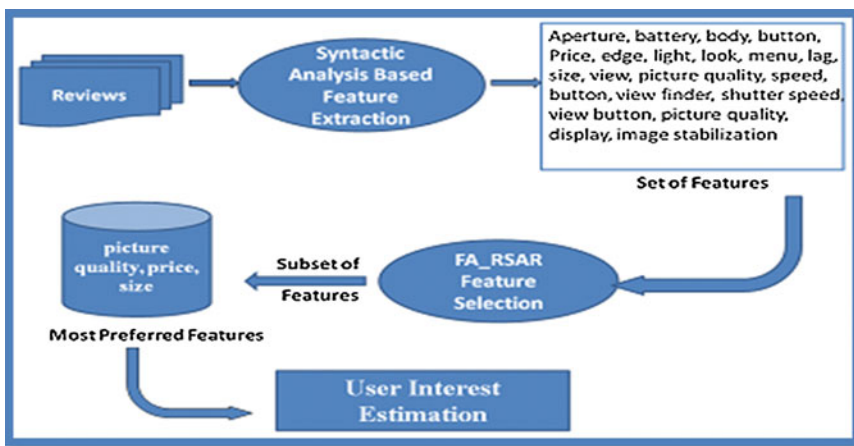 Reviews
Syntactic
Analysis Based
Feature
Extraction
Aperture, battery, body, button,
Price, edge, light, look, menu, lag,
size, view, picture quality, speed,
button, view finder, shutter speed,
view button, picture quality,
display, image stabilization
Set of Features
FA_RSAR
Feature
Selection
Subset of
Features
picture
quality, price,
size
Most Preferred Features
User Interest
Estimation